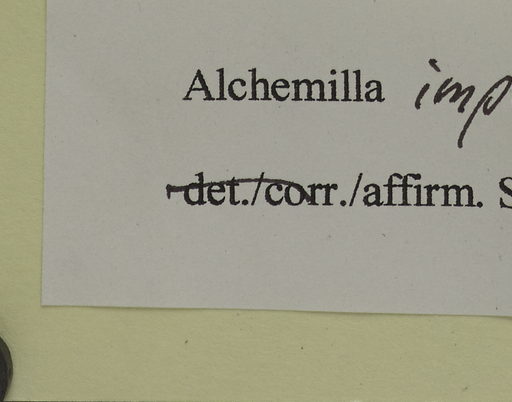 Alchemilla imp
det./corr./affirm. S